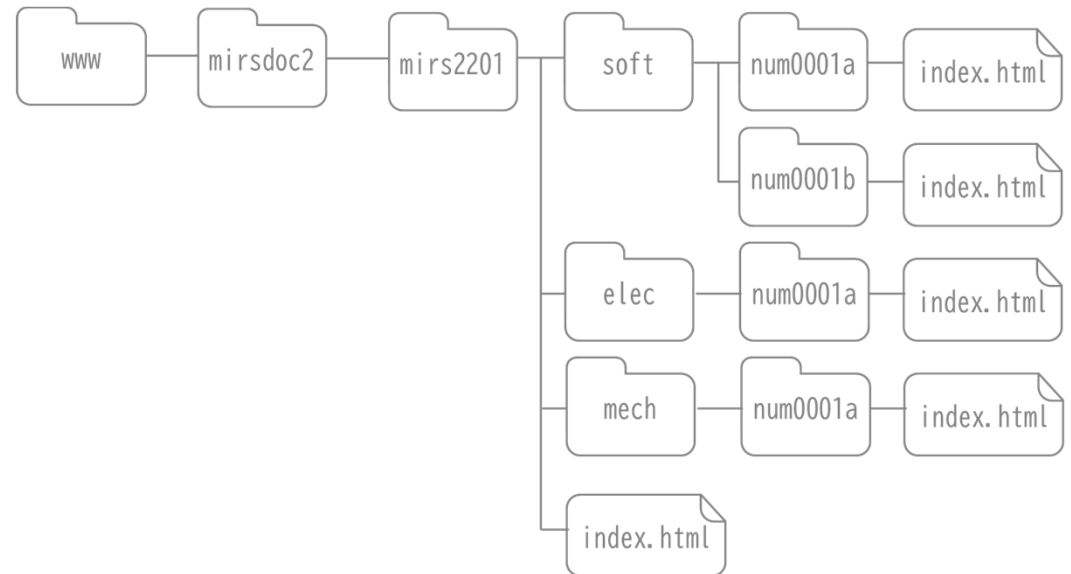 www
mirsdoc2
mirs2201
soft
num0001a
index.html
num0001b
index.html
elec
num0001a
index.html
mech
num0001a
index.html
index.html